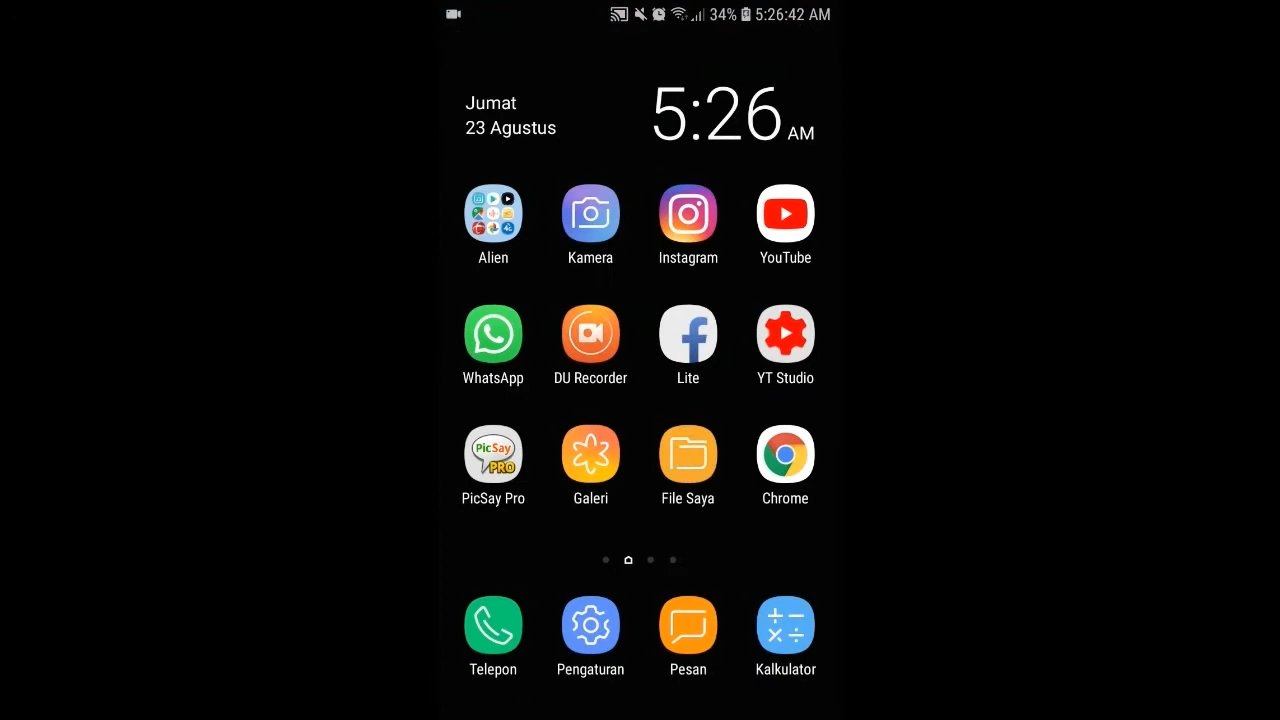 34% 5:26:42 AM
Jumat
23 Agustus
5:26 AM
Alien Kamera Instagram YouTube
WhatsApp DU Recorder Lite YT Studio
PicSay
PRO
PicSay Pro Galeri File Saya Chrome
Telepon Pengaturan Pesan Kalkulator